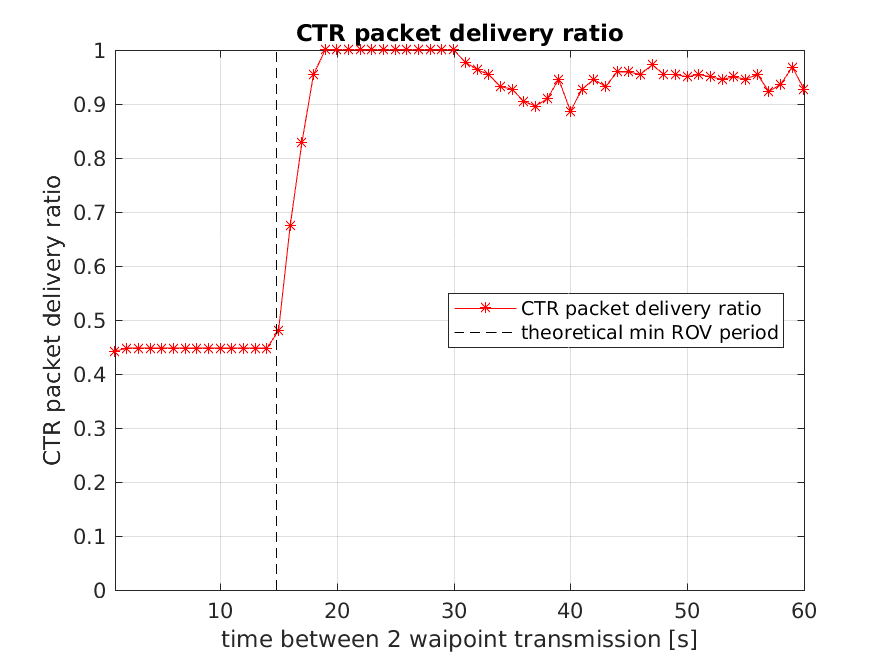 CTR packet delivery ratio
1
0.9
0.8
0.7
0.6
0.5
0.4
0.3
0.2
0.1
0
CTR packet delivery ratio
CTR packet delivery ratio
theoretical min ROV period
10 20 30 40 50 60
time between 2 waipoint transmission [s]